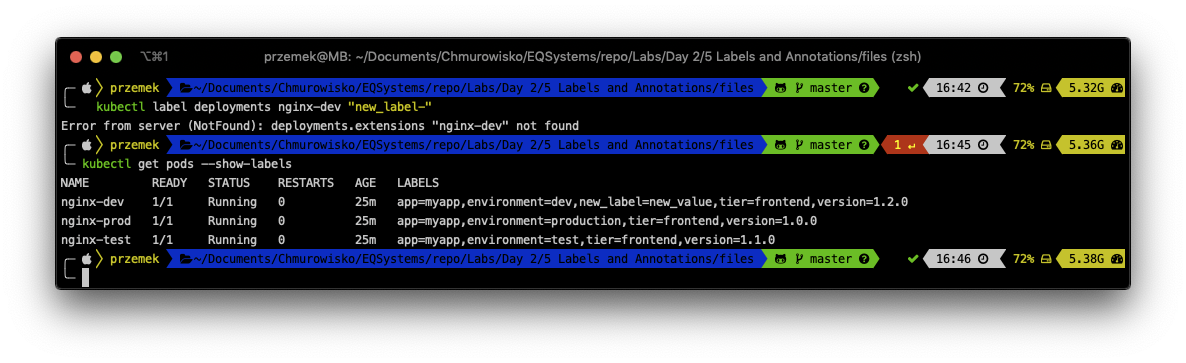 ⌥⌘1 przemek@MB: ~/Documents/Chmurowisko/EQSystems/repo/Labs/Day 2/5 Labels and Annotations/files (zsh)
przemek ~/Documents/Chmurowisko/EQSystems/repo/Labs/Day 2/5 Labels and Annotations/files master ? ✔ 16:42 72% 5.32G
kubectl label deployments nginx-dev "new_label-"
Error from server (NotFound): deployments.extensions "nginx-dev" not found
przemek ~/Documents/Chmurowisko/EQSystems/repo/Labs/Day 2/5 Labels and Annotations/files master ? 1 ↵ 16:45 72% 5.36G
kubectl get pods --show-labels
NAME READY STATUS RESTARTS AGE LABELS
nginx-dev 1/1 Running 0 25m app=myapp,environment=dev,new_label=new_value,tier=frontend,version=1.2.0
nginx-prod 1/1 Running 0 25m app=myapp,environment=production,tier=frontend,version=1.0.0
nginx-test 1/1 Running 0 25m app=myapp,environment=test,tier=frontend,version=1.1.0
przemek ~/Documents/Chmurowisko/EQSystems/repo/Labs/Day 2/5 Labels and Annotations/files master ? ✔ 16:46 72% 5.38G